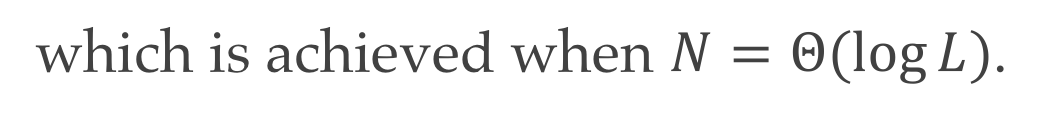 which is achieved when N = Θ(log L).